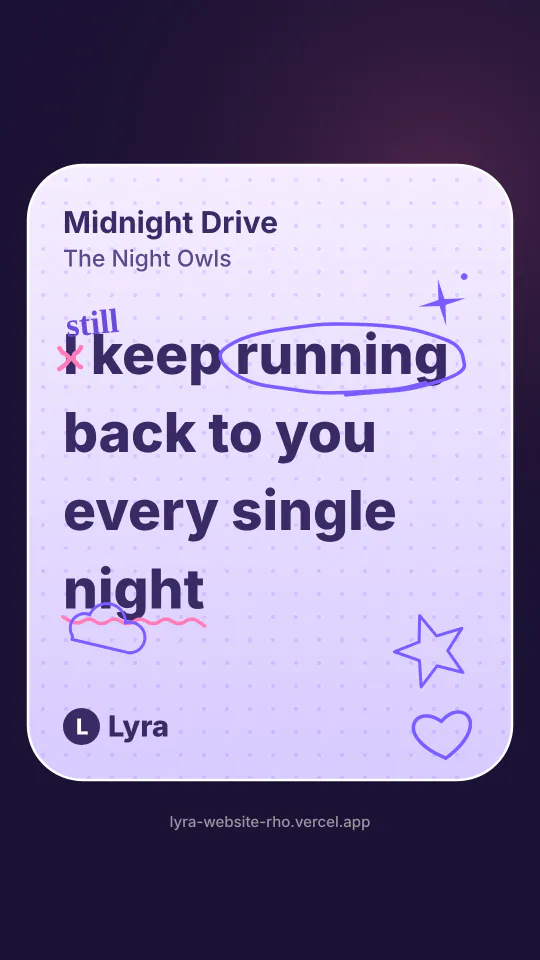 Midnight Drive
The Night Owls
still
I keep running
back to you
every single
night
L Lyra
lyra-website-rho.vercel.app